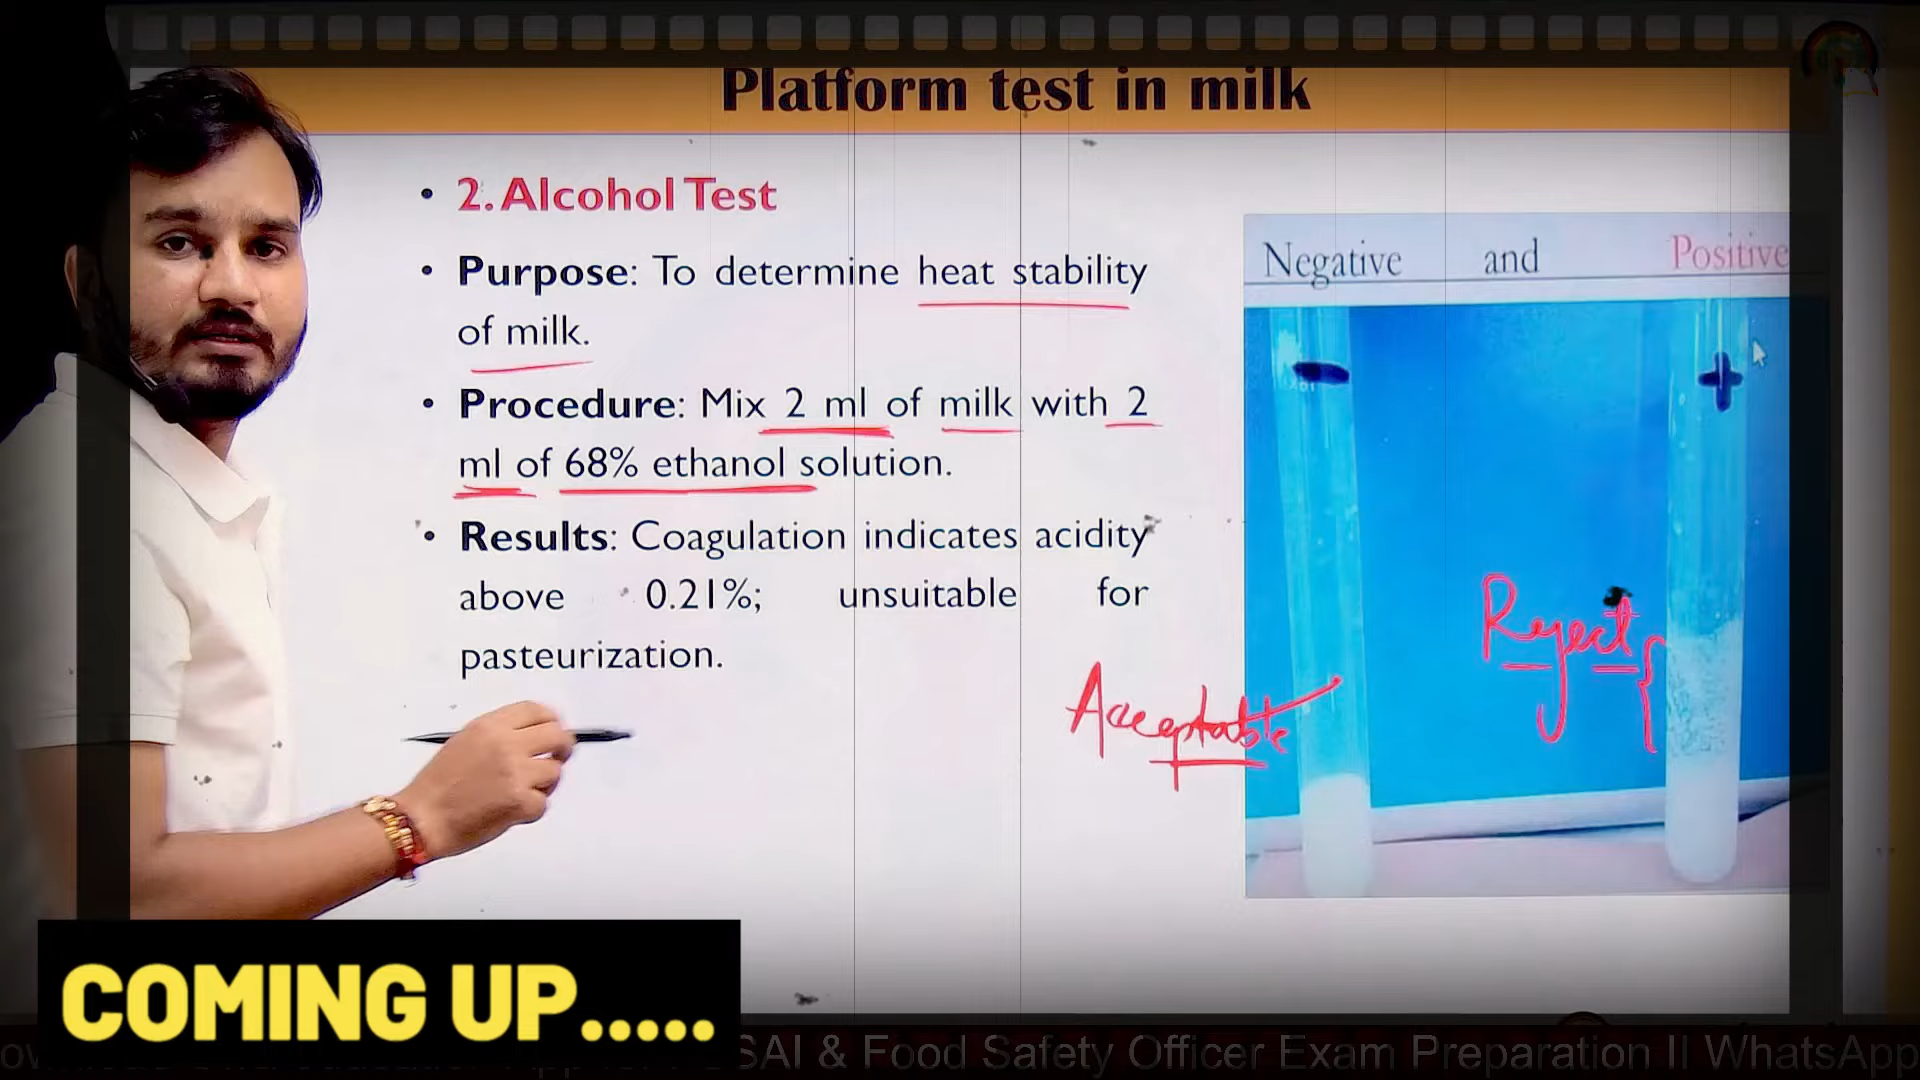 Platform test in milk
• 2. Alcohol Test
• Purpose: To determine heat stability
of milk.
• Procedure: Mix 2 ml of milk with 2
ml of 68% ethanol solution.
• Results: Coagulation indicates acidity
above 0.21%; unsuitable for
pasteurization.
Negative and Positive
Reject
Acceptable
COMING UP.....
& Food Safety Officer Exam Preparation II WhatsApp